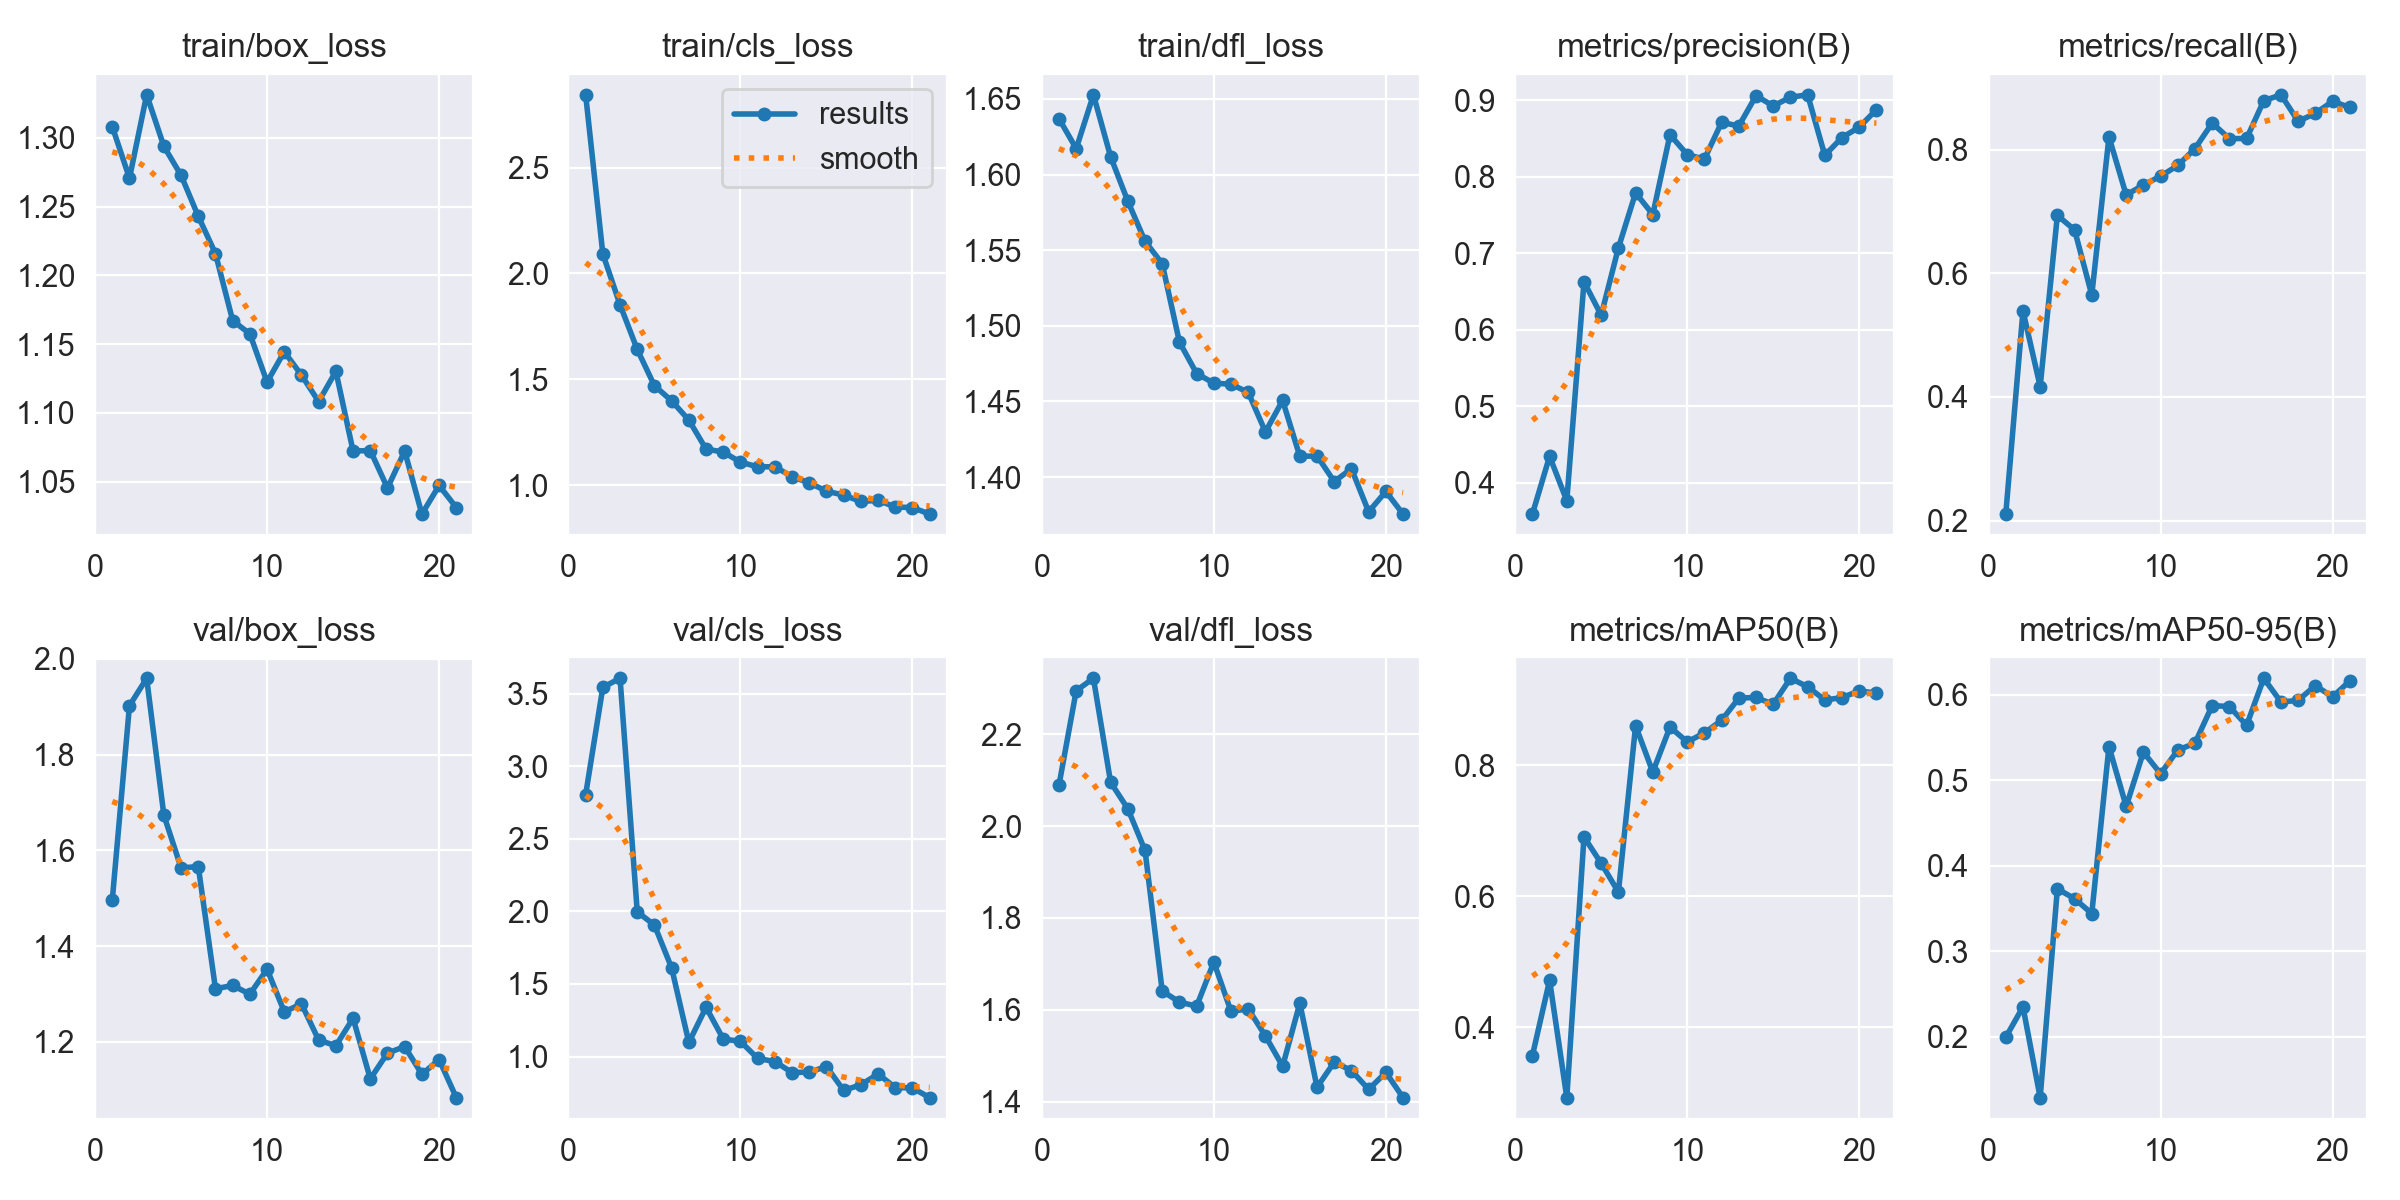 train/box_loss
1.30
1.25
1.20
1.15
1.10
1.05
0 10 20
train/cls_loss
results
smooth
2.5
2.0
1.5
1.0
0 10 20
train/dfl_loss
1.65
1.60
1.55
1.50
1.45
1.40
0 10 20
metrics/precision(B)
0.9
0.8
0.7
0.6
0.5
0.4
0 10 20
metrics/recall(B)
0.8
0.6
0.4
0.2
0 10 20
val/box_loss
2.0
1.8
1.6
1.4
1.2
0 10 20
val/cls_loss
3.5
3.0
2.5
2.0
1.5
1.0
0 10 20
val/dfl_loss
2.2
2.0
1.8
1.6
1.4
0 10 20
metrics/mAP50(B)
0.8
0.6
0.4
0 10 20
metrics/mAP50-95(B)
0.6
0.5
0.4
0.3
0.2
0 10 20